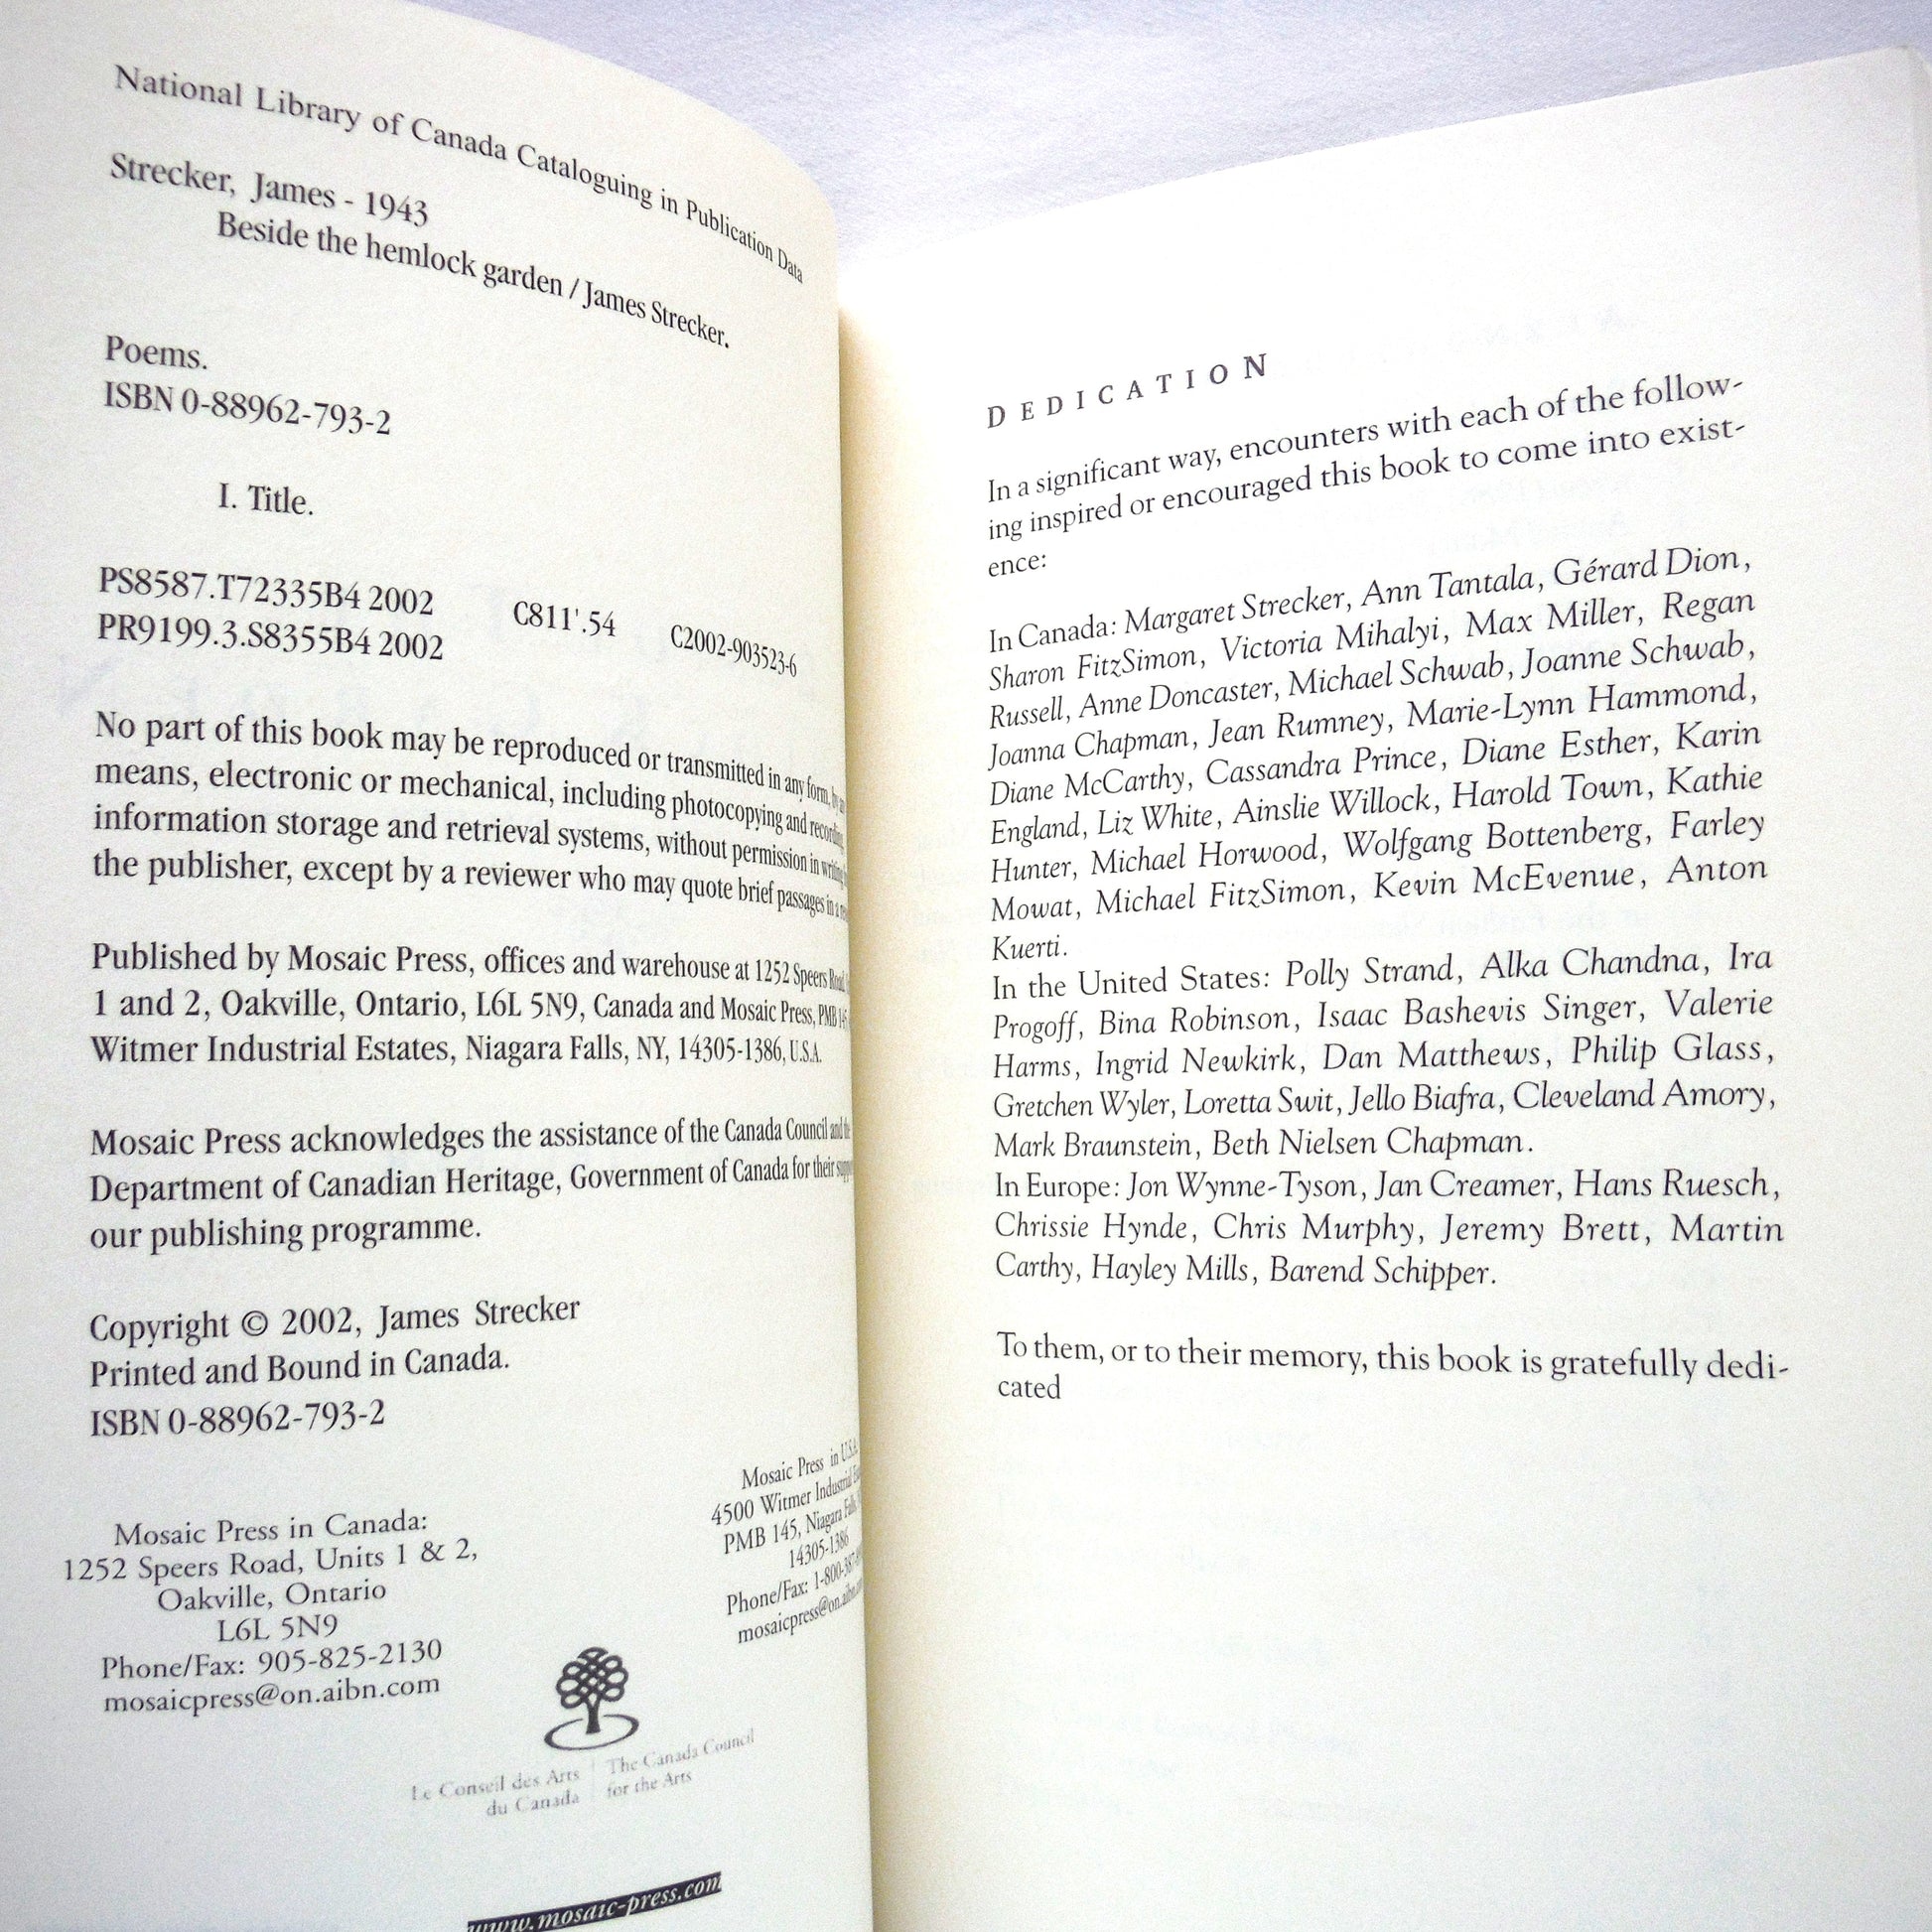 National Library of Canada Cataloguing in Publication Data
Strecker, James - 1943
Beside the hemlock garden / James Strecker.
Poems.
ISBN 0-88962-793-2
I. Title.
PS8587.T72335B4 2002 C811'.54 C2002-903523-6
PR9199.3.S8355B4 2002
No part of this book may be reproduced or transmitted in any form, by
means, electronic or mechanical, including photocopying and recording
information storage and retrieval systems, without permission in writing
the publisher, except by a reviewer who may quote brief passages in a
Published by Mosaic Press, offices and warehouse at 1252 Speers Road,
1 and 2, Oakville, Ontario, L6L 5N9, Canada and Mosaic Press, PMB 145,
Witmer Industrial Estates, Niagara Falls, NY, 14305-1386, U.S.A.
Mosaic Press acknowledges the assistance of the Canada Council and the
Department of Canadian Heritage, Government of Canada for their
our publishing programme.
Copyright © 2002, James Strecker
Printed and Bound in Canada.
ISBN 0-88962-793-2
Mosaic Press in Canada:
1252 Speers Road, Units 1 & 2,
Oakville, Ontario
L6L 5N9
Phone/Fax: 905-825-2130
mosaicpress@on.aibn.com
Mosaic Press in U.S.A.
4500 Witmer Industrial
PMB 145, Niagara Falls,
14305-1386
Phone/Fax: 1-800-387-
mosaicpress@on.aibn.
Le Conseil des Arts
du Canada
The Canada Council
for the Arts
www.mosaic-press.com
DEDICATION
In a significant way, encounters with each of the follow-
ing inspired or encouraged this book to come into exist-
ence:
In Canada: Margaret Strecker, Ann Tantala, Gérard Dion,
Sharon FitzSimon, Victoria Mihalyi, Max Miller, Regan
Russell, Anne Doncaster, Michael Schwab, Joanne Schwab,
Joanna Chapman, Jean Rumney, Marie-Lynn Hammond,
Diane McCarthy, Cassandra Prince, Diane Esther, Karin
England, Liz White, Ainslie Willock, Harold Town, Kathie
Hunter, Michael Horwood, Wolfgang Bottenberg, Farley
Mowat, Michael FitzSimon, Kevin McEvenue, Anton
Kuerti.
In the United States: Polly Strand, Alka Chandna, Ira
Progoff, Bina Robinson, Isaac Bashevis Singer, Valerie
Harms, Ingrid Newkirk, Dan Matthews, Philip Glass,
Gretchen Wyler, Loretta Swit, Jello Biafra, Cleveland Amory,
Mark Braunstein, Beth Nielsen Chapman.
In Europe: Jon Wynne-Tyson, Jan Creamer, Hans Ruesch,
Chrissie Hynde, Chris Murphy, Jeremy Brett, Martin
Carthy, Hayley Mills, Barend Schipper.
To them, or to their memory, this book is gratefully dedi-
cated